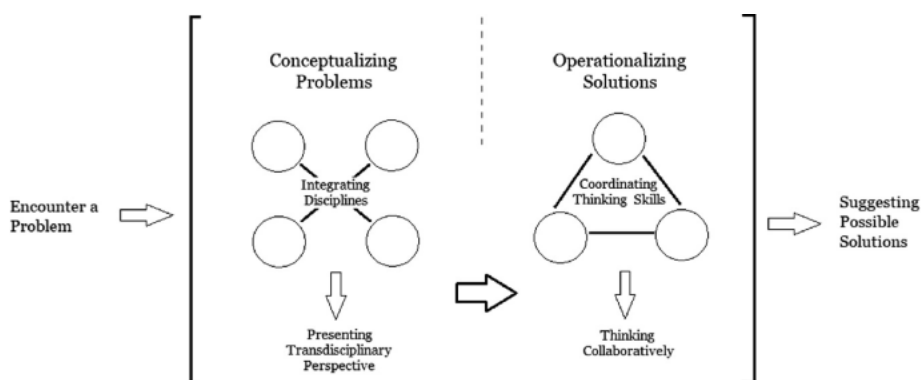 Encounter a
Problem
Conceptualizing
Problems
Integrating
Disciplines
Presenting
Transdisciplinary
Perspective
Operationalizing
Solutions
Coordinating
Thinking Skills
Thinking
Collaboratively
Suggesting
Possible
Solutions